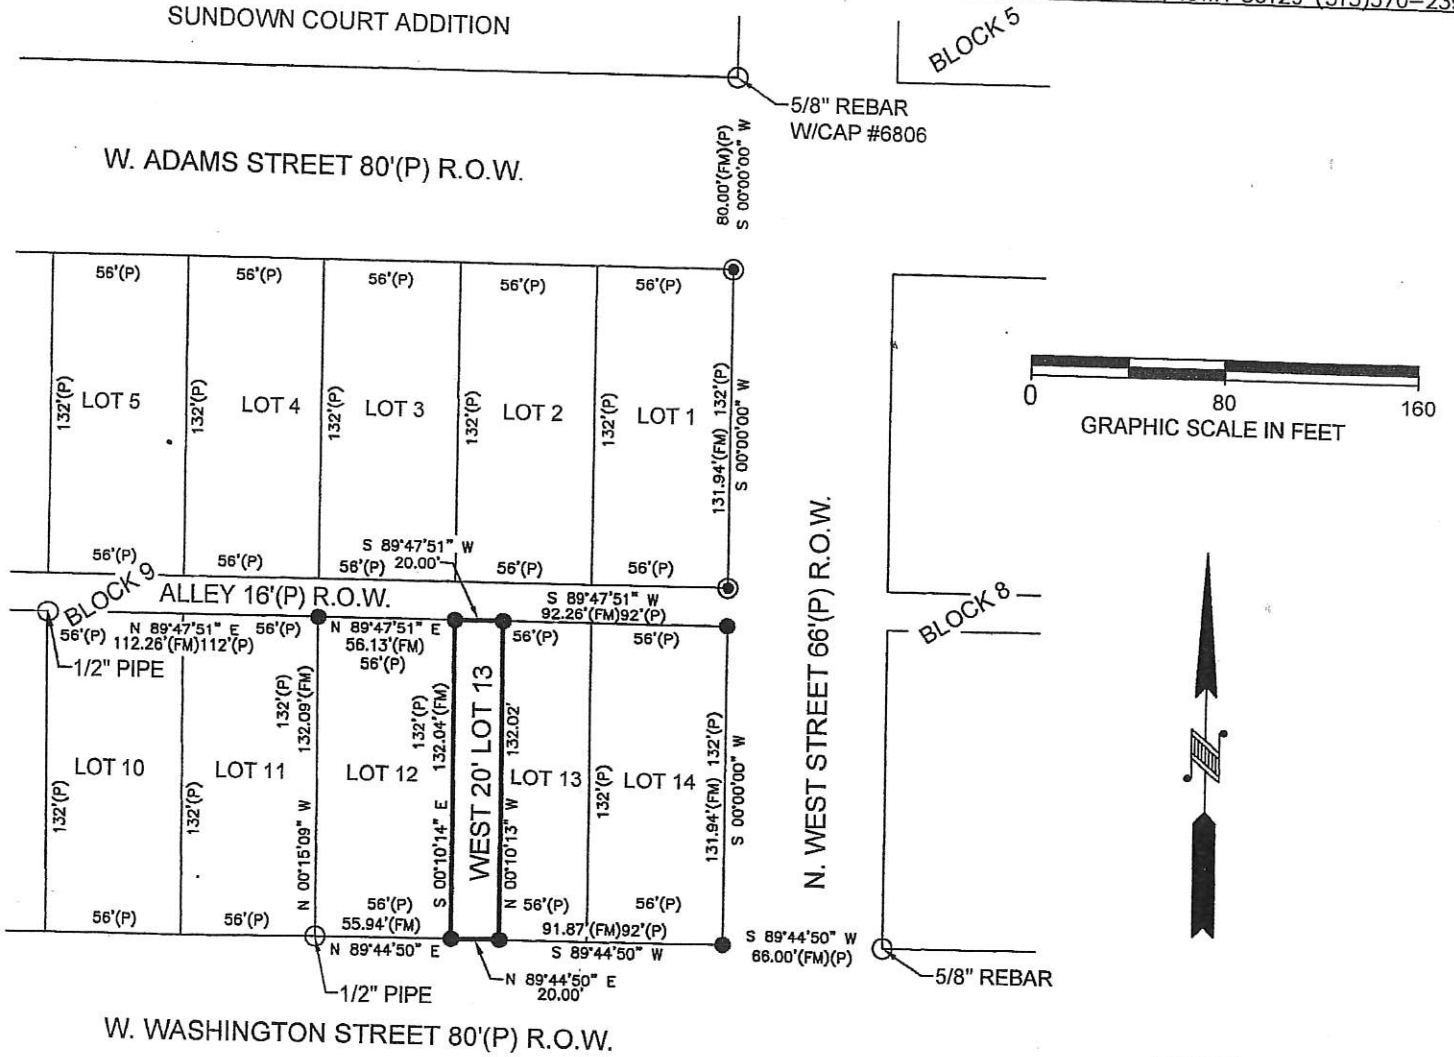 SUNDOWN COURT ADDITION
BLOCK 5
5/8" REBAR
W/CAP #6806
80.00'(FM)(P)
S 00°00'00" W
W. ADAMS STREET 80'(P) R.O.W.
56'(P)
56'(P)
56'(P)
56'(P)
56'(P)
132'(P)
LOT 5
132'(P)
LOT 4
132'(P)
LOT 3
132'(P)
LOT 2
132'(P)
LOT 1
131.94'(FM) 132'(P)
S 00°00'00" W
0
80
160
GRAPHIC SCALE IN FEET
56'(P)
56'(P)
56'(P)
56'(P)
56'(P)
S 89°47'51" W
20.00'
BLOCK 9
ALLEY 16'(P) R.O.W.
S 89°47'51" W
92.26'(FM)92'(P)
N 89°47'51" E
56'(P)
56'(P)
112.26'(FM)112'(P)
N 89°47'51" E
56.13'(FM)
56'(P)
56'(P)
56'(P)
1/2" PIPE
N. WEST STREET 66'(P) R.O.W.
BLOCK 8
132'(P)
LOT 10
132'(P)
LOT 11
132'(P)
132.09'(FM)
N 00°15'09" W
LOT 12
132'(P)
132.04'(FM)
S 00°10'14" E
WEST 20' LOT 13
132.02'
N 00°10'13" W
LOT 13
132'(P)
LOT 14
131.94'(FM) 132'(P)
S 00°00'00" W
56'(P)
56'(P)
56'(P)
55.94'(FM)
56'(P)
56'(P)
91.87'(FM)92'(P)
N 89°44'50" E
S 89°44'50" W
S 89°44'50" W
66.00'(FM)(P)
N 89°44'50" E
20.00'
1/2" PIPE
5/8" REBAR
W. WASHINGTON STREET 80'(P) R.O.W.